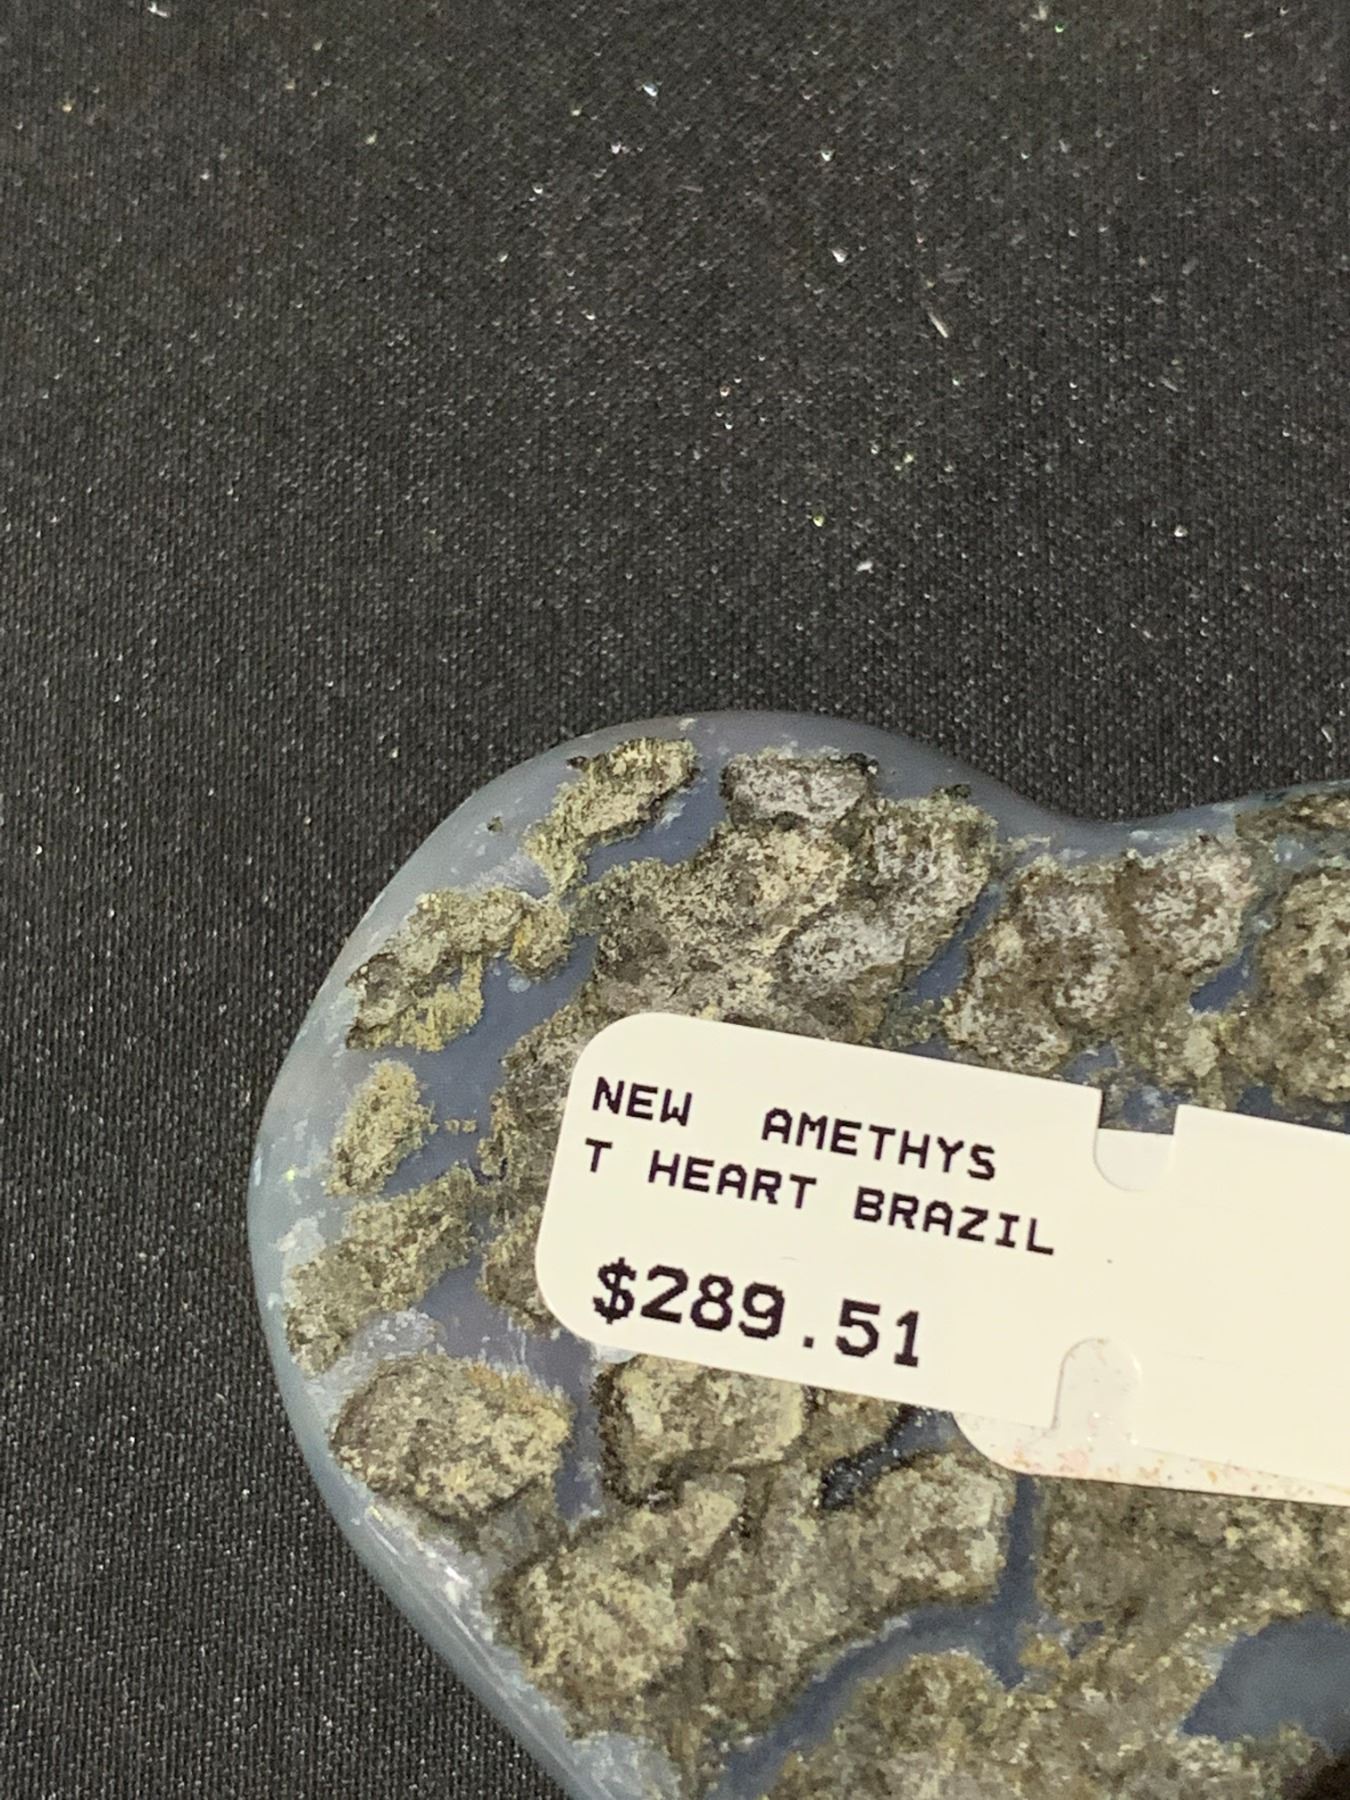 NEW AMETHYS
T HEART BRAZIL
$289.51